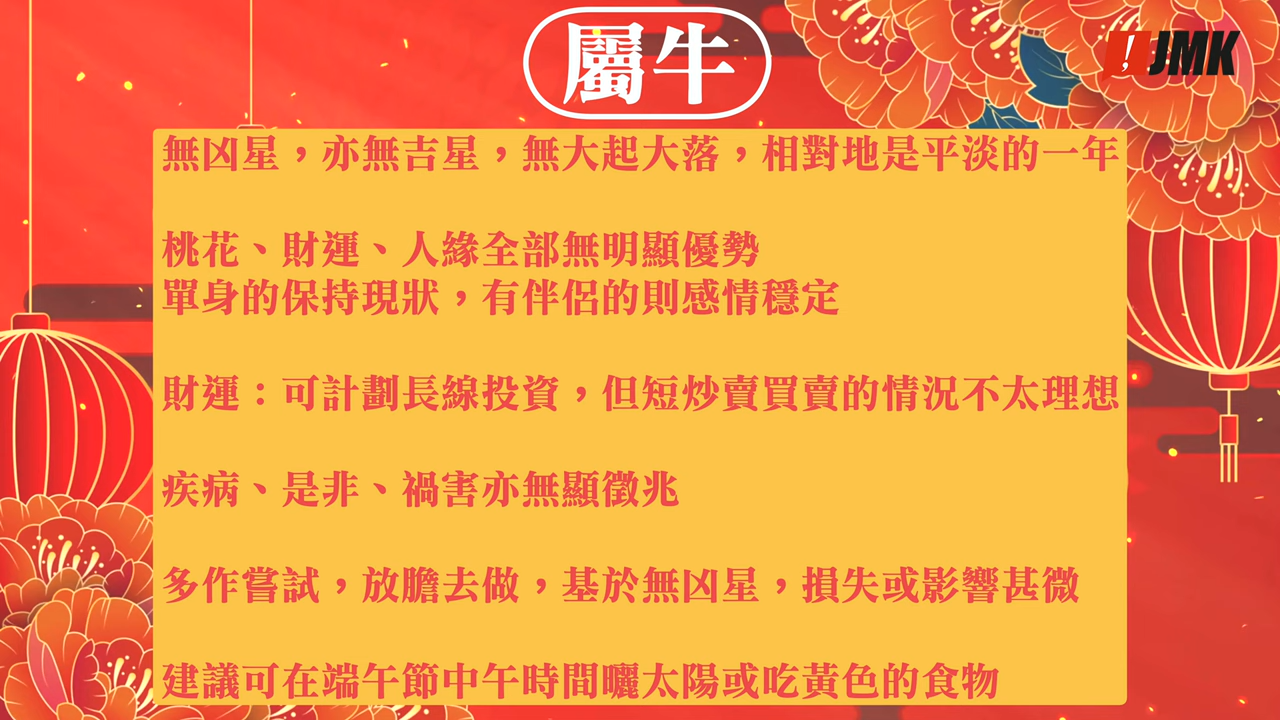 屬牛
JMK
無凶星，亦無吉星，無大起大落，相對地是平淡的一年
桃花、財運、人緣全部無明顯優勢
單身的保持現狀，有伴侶的則感情穩定
財運：可計劃長線投資，但短炒賣買賣的情況不太理想
疾病、是非、禍害亦無顯徵兆
多作嘗試，放膽去做，基於無凶星，損失或影響甚微
建議可在端午節中午時間曬太陽或吃黃色的食物